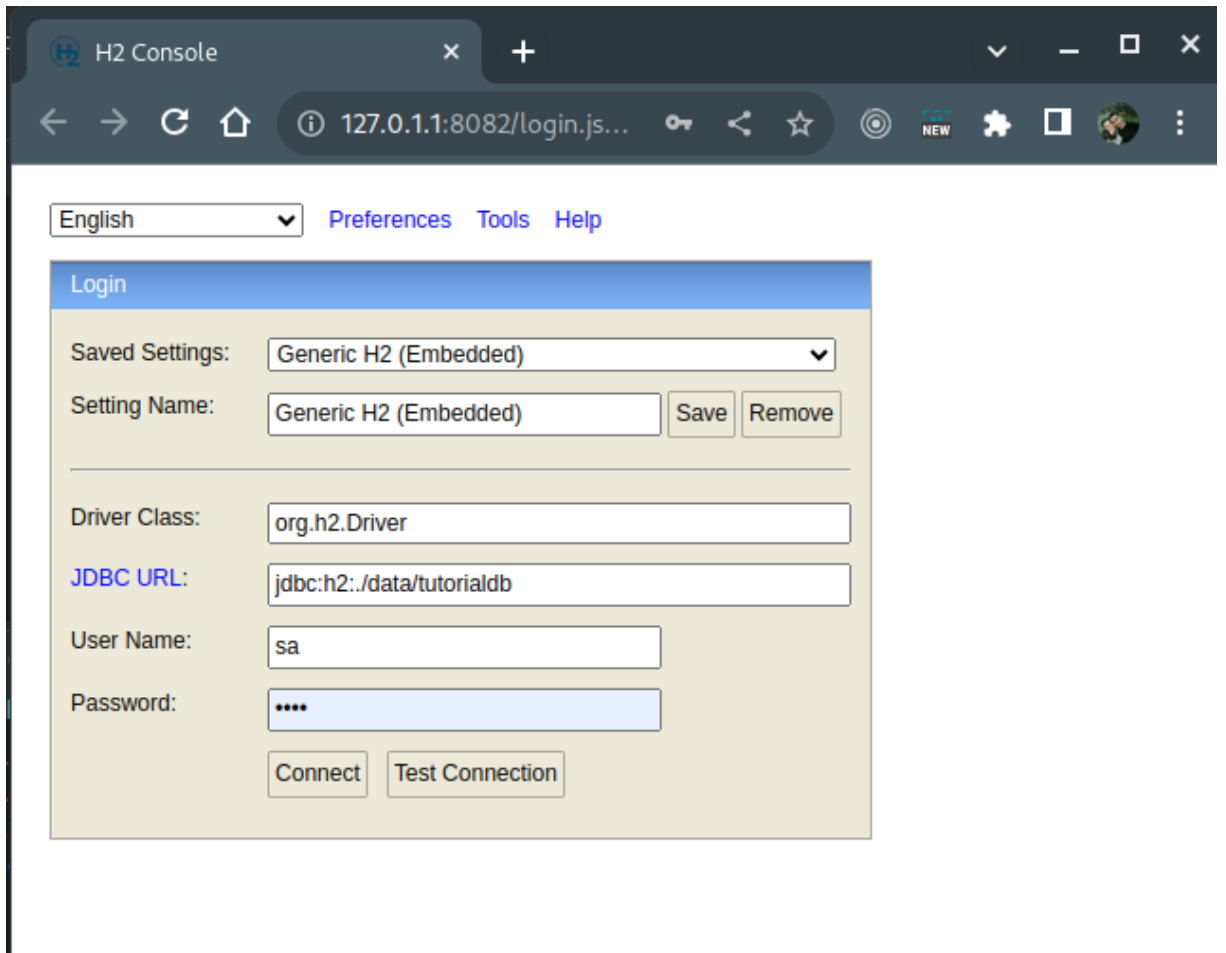 H2 Console
127.0.1.1:8082/login.js...
NEW
English Preferences Tools Help
Login
Saved Settings: Generic H2 (Embedded)
Setting Name: Generic H2 (Embedded) Save Remove
Driver Class: org.h2.Driver
JDBC URL: jdbc:h2:./data/tutorialdb
User Name: sa
Password: ••••
Connect Test Connection